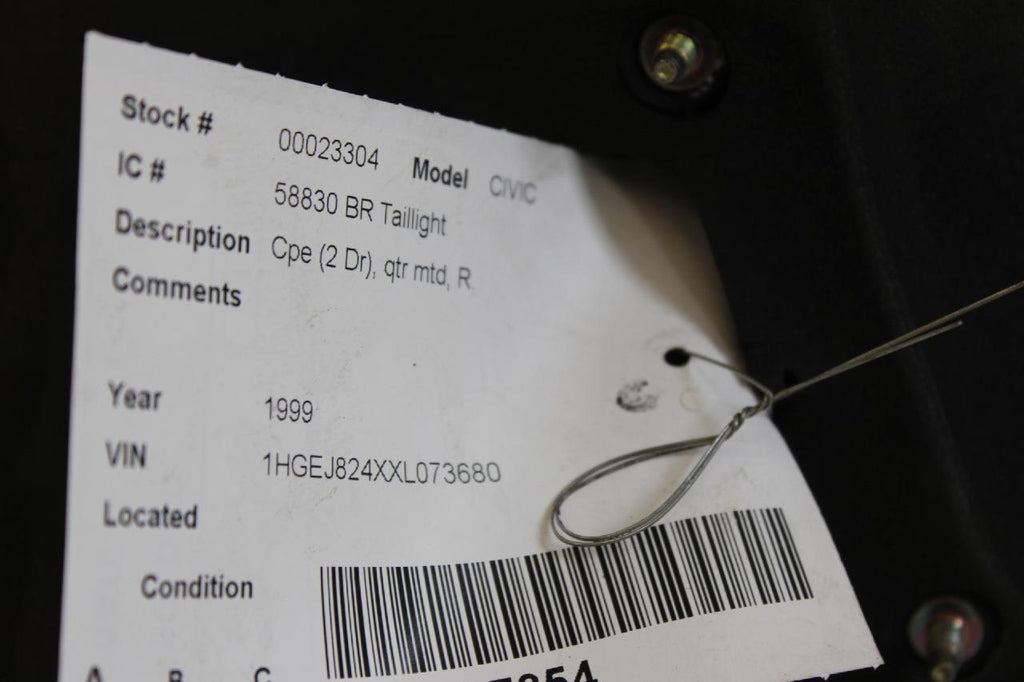 Stock # 00023304 Model CIVIC
IC # 58830 BR Taillight
Description Cpe (2 Dr), qtr mtd, R.
Comments
Year 1999
VIN 1HGEJ824XXL073680
Located
Condition
A B C